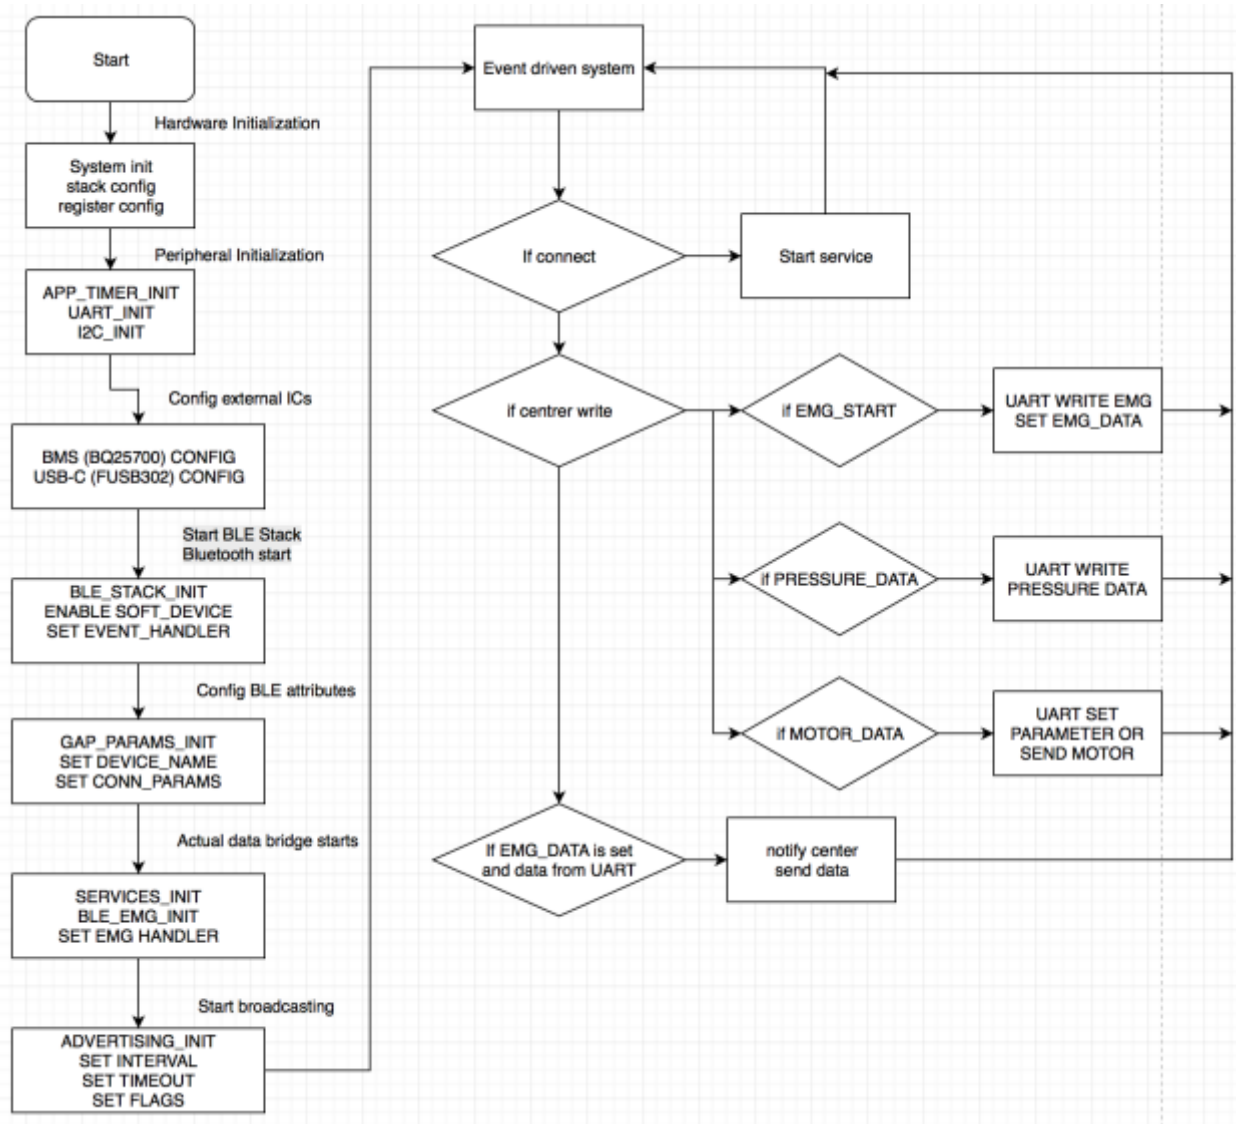 Start
Hardware Initialization
System init
stack config
register config
Peripheral Initialization
APP_TIMER_INIT
UART_INIT
I2C_INIT
Config external ICs
BMS (BQ25700) CONFIG
USB-C (FUSB302) CONFIG
Start BLE Stack
Bluetooth start
BLE_STACK_INIT
ENABLE SOFT_DEVICE
SET EVENT_HANDLER
Config BLE attributes
GAP_PARAMS_INIT
SET DEVICE_NAME
SET CONN_PARAMS
Actual data bridge starts
SERVICES_INIT
BLE_EMG_INIT
SET EMG HANDLER
Start broadcasting
ADVERTISING_INIT
SET INTERVAL
SET TIMEOUT
SET FLAGS
Event driven system
If connect
Start service
if centrer write
if EMG_START
UART WRITE EMG
SET EMG_DATA
if PRESSURE_DATA
UART WRITE
PRESSURE DATA
if MOTOR_DATA
UART SET
PARAMETER OR
SEND MOTOR
If EMG_DATA is set
and data from UART
notify center
send data